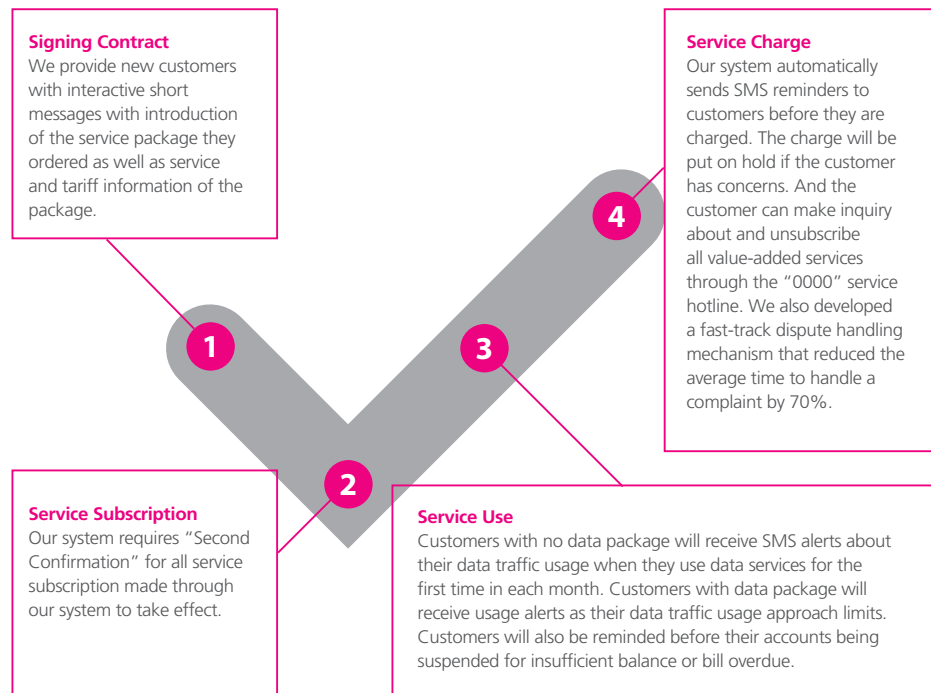 Signing Contract
We provide new customers
with interactive short
messages with introduction
of the service package they
ordered as well as service
and tariff information of the
package.
1
2
Service Subscription
Our system requires “Second
Confirmation” for all service
subscription made through
our system to take effect.
3
Service Use
Customers with no data package will receive SMS alerts about
their data traffic usage when they use data services for the
first time in each month. Customers with data package will
receive usage alerts as their data traffic usage approach limits.
Customers will also be reminded before their accounts being
suspended for insufficient balance or bill overdue.
4
Service Charge
Our system automatically
sends SMS reminders to
customers before they are
charged. The charge will be
put on hold if the customer
has concerns. And the
customer can make inquiry
about and unsubscribe
all value-added services
through the “0000” service
hotline. We also developed
a fast-track dispute handling
mechanism that reduced the
average time to handle a
complaint by 70%.